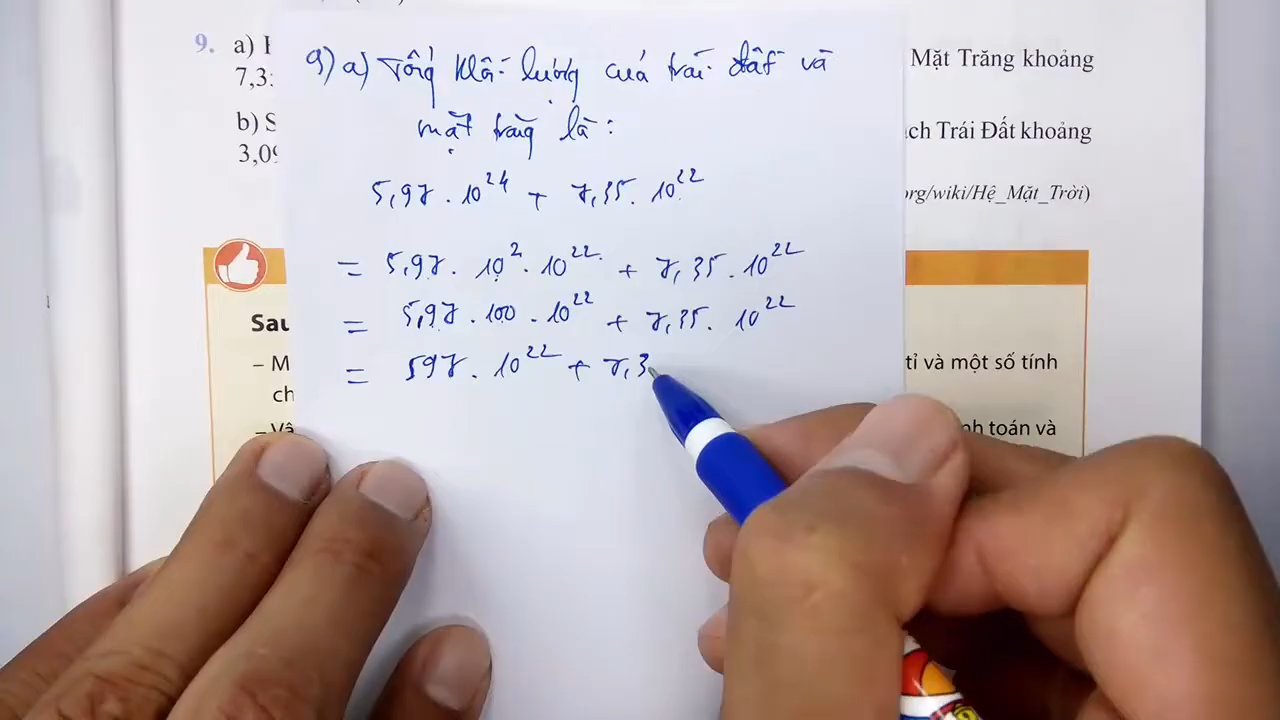 9. a)
7,3
b) S
3,09
Mặt Trăng khoảng
ch Trái Đất khoảng
org/wiki/Hệ_Mặt_Trời)
9) a) Tổng khối lượng của trái đất và
mặt trăng là:
5,97 . 10^24 + 7,35 . 10^22
= 5,97 . 10^2 . 10^22 + 7,35 . 10^22
= 5,97 . 100 . 10^22 + 7,35 . 10^22
= 597 . 10^22 + 7,3
Sau
– M
ch
– Vậ
tỉ và một số tính
nh toán và